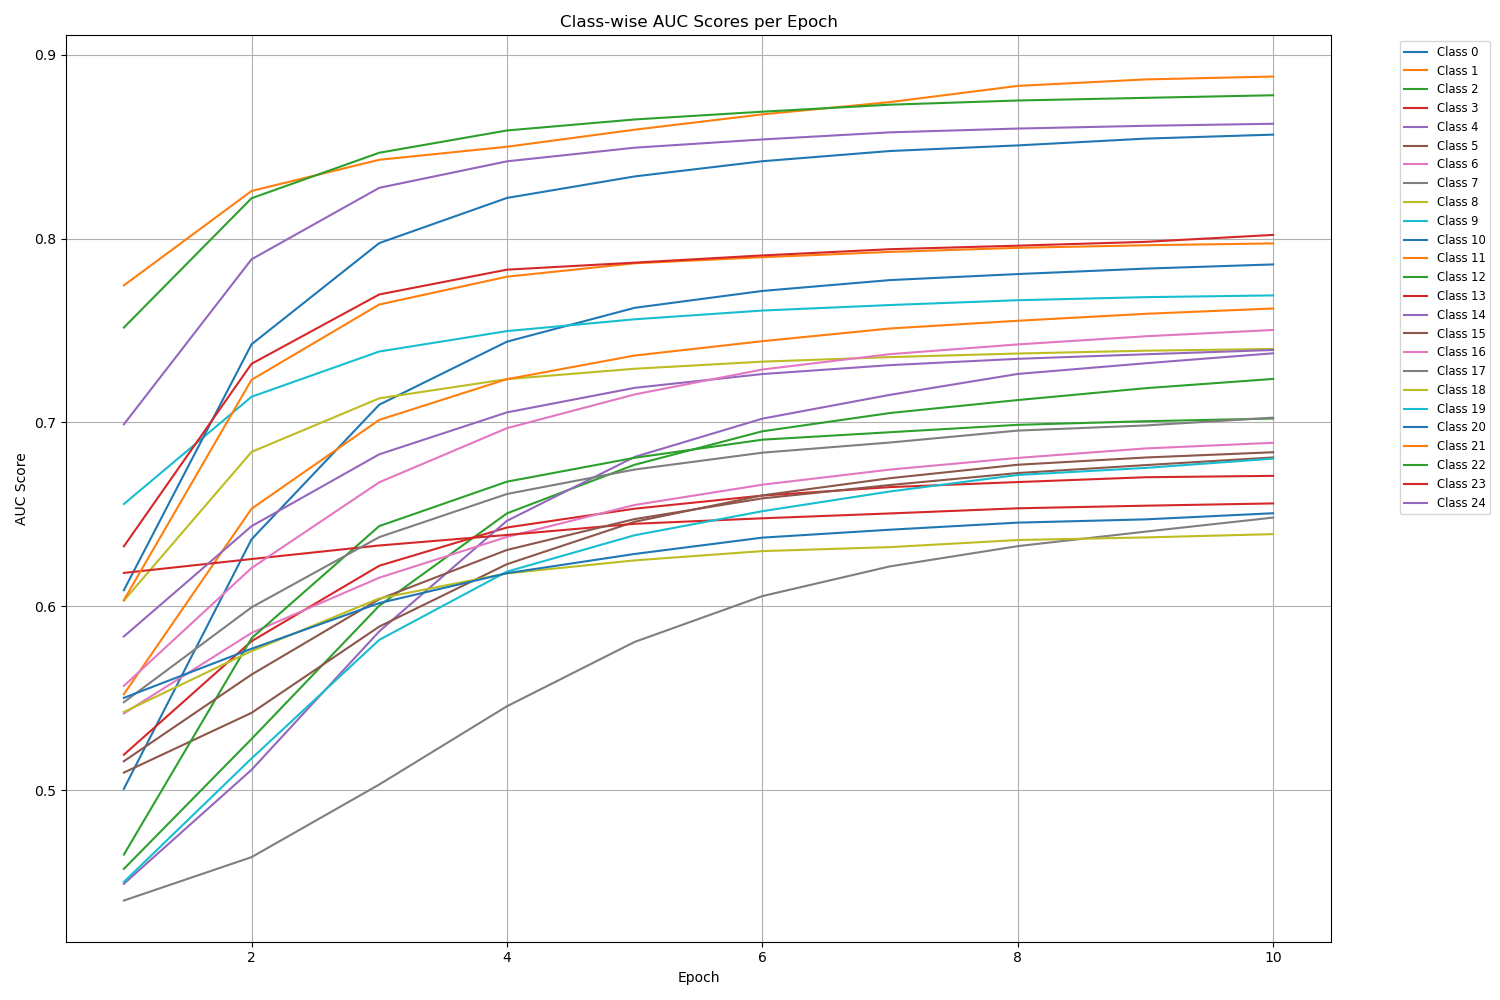 Class-wise AUC Scores per Epoch
AUC Score
0.9
0.8
0.7
0.6
0.5
2
4
6
8
10
Epoch
Class 0
Class 1
Class 2
Class 3
Class 4
Class 5
Class 6
Class 7
Class 8
Class 9
Class 10
Class 11
Class 12
Class 13
Class 14
Class 15
Class 16
Class 17
Class 18
Class 19
Class 20
Class 21
Class 22
Class 23
Class 24